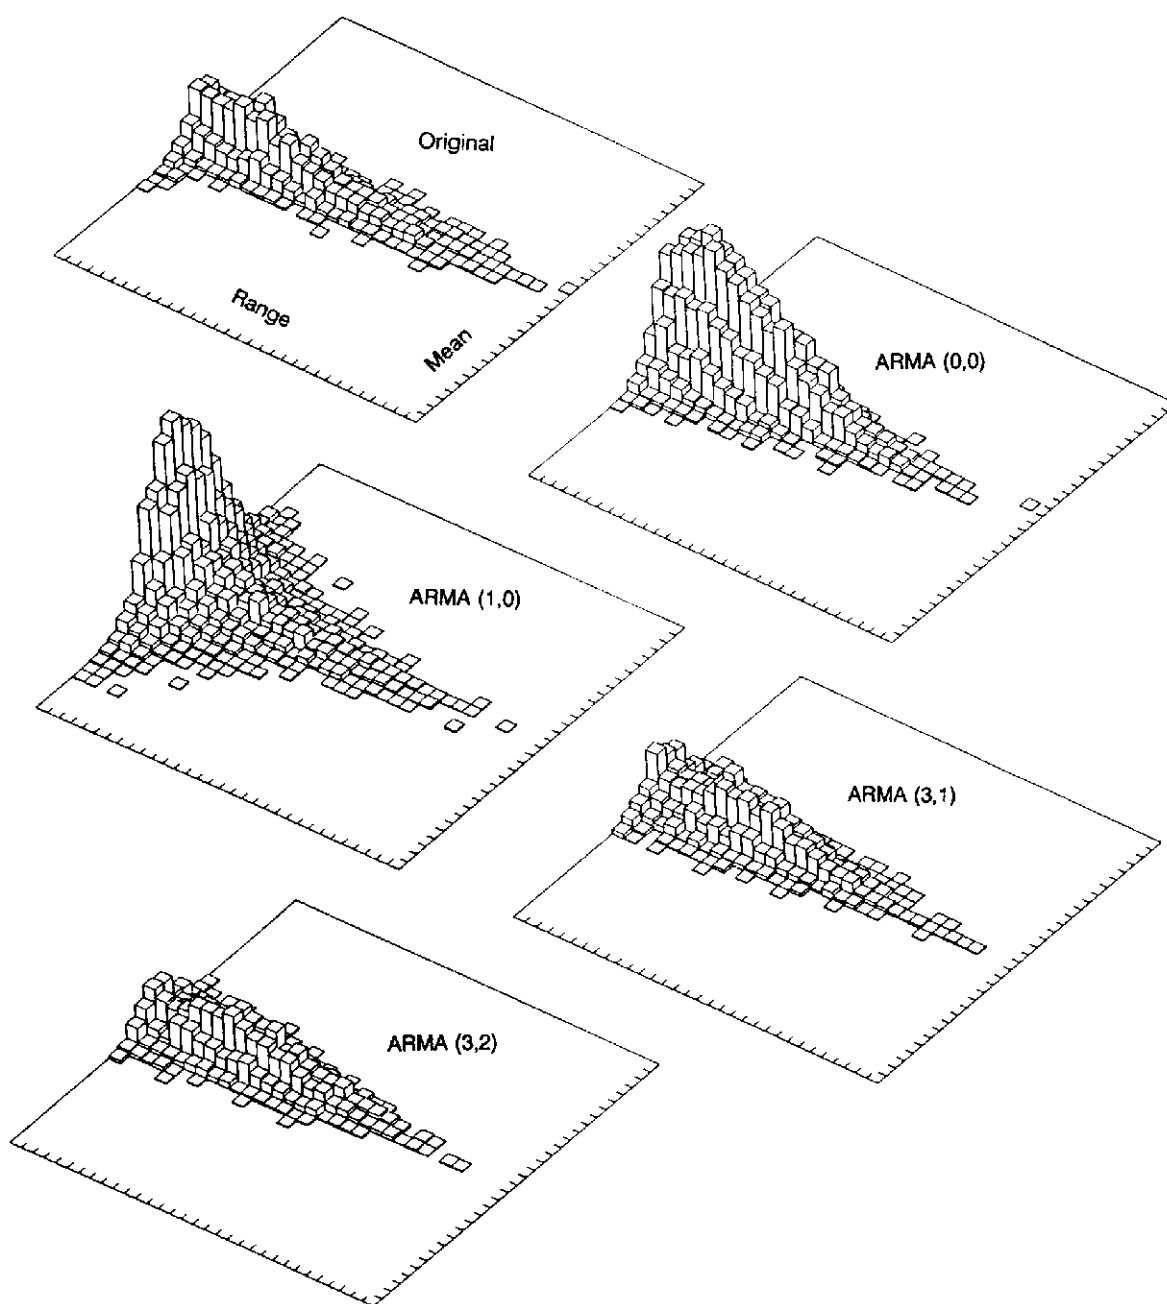 Original
Range
Mean
ARMA (0,0)
ARMA (1,0)
ARMA (3,1)
ARMA (3,2)